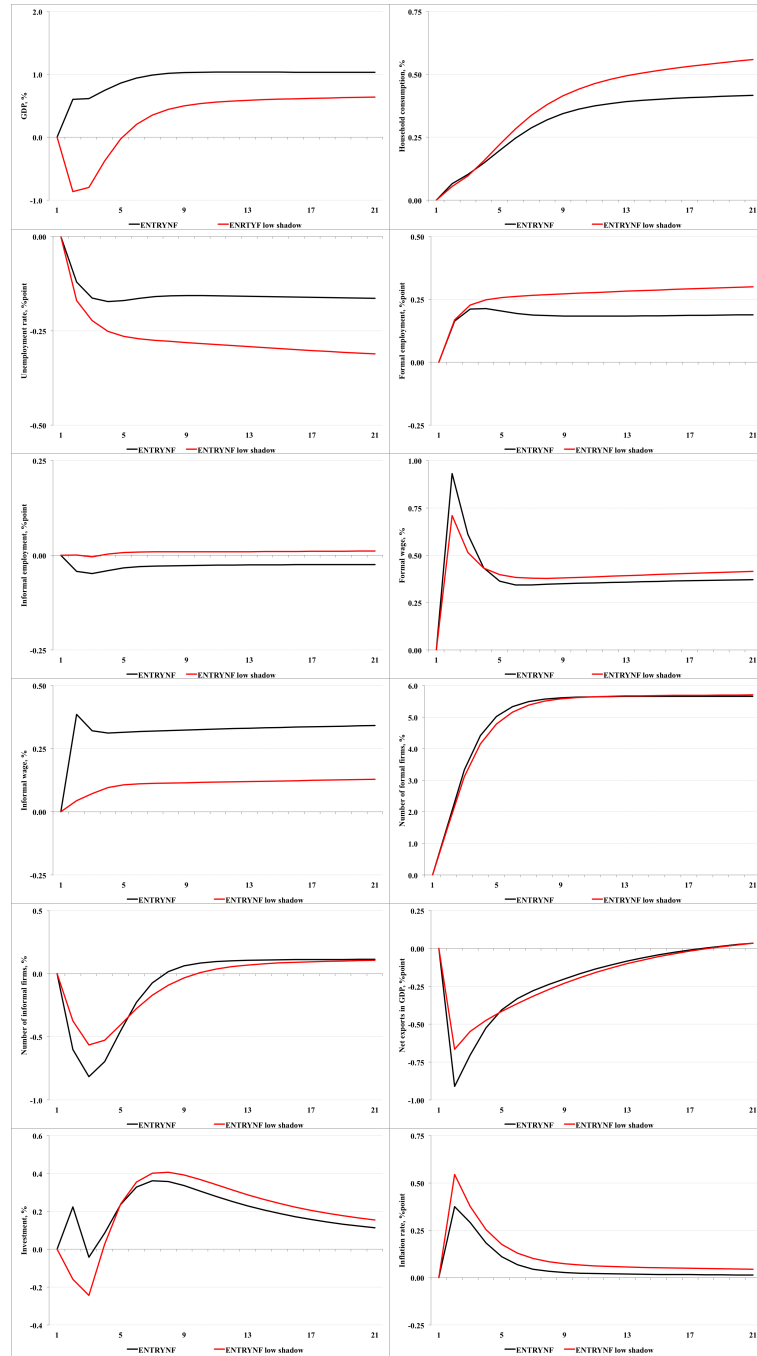 GDP, %
2.0
1.0
0.0
-1.0
1 5 9 13 17 21
ENTRYNF ENRTYF low shadow
Household consumption, %
0.75
0.50
0.25
0.00
1 5 9 13 17 21
ENTRYNF ENTRYNF low shadow
Unemployment rate, %point
0.00
-0.25
-0.50
1 5 9 13 17 21
ENTRYNF ENTRYNF low shadow
Formal employment, %point
0.50
0.25
0.00
-0.25
1 5 9 13 17 21
ENTRYNF ENTRYNF low shadow
Informal employment, %point
0.25
0.00
-0.25
1 5 9 13 17 21
ENTRYNF ENTRYNF low shadow
Formal wage, %
1.00
0.75
0.50
0.25
0.00
1 5 9 13 17 21
ENTRYNF ENTRYNF low shadow
Informal wage, %
0.50
0.25
0.00
-0.25
1 5 9 13 17 21
ENTRYNF ENTRYNF low shadow
Number of formal firms, %
6.0
5.0
4.0
3.0
2.0
1.0
0.0
1 5 9 13 17 21
ENTRYNF ENTRYNF low shadow
Number of informal firms, %
0.5
0.0
-0.5
-1.0
1 5 9 13 17 21
ENTRYNF ENTRYNF low shadow
Net exports in GDP, %point
0.25
0.00
-0.25
-0.50
-0.75
-1.00
1 5 9 13 17 21
ENTRYNF ENTRYNF low shadow
Investment, %
0.6
0.4
0.2
0.0
-0.2
-0.4
1 5 9 13 17 21
ENTRYNF ENTRYNF low shadow
Inflation rate, %point
0.75
0.50
0.25
0.00
-0.25
1 5 9 13 17 21
ENTRYNF ENTRYNF low shadow